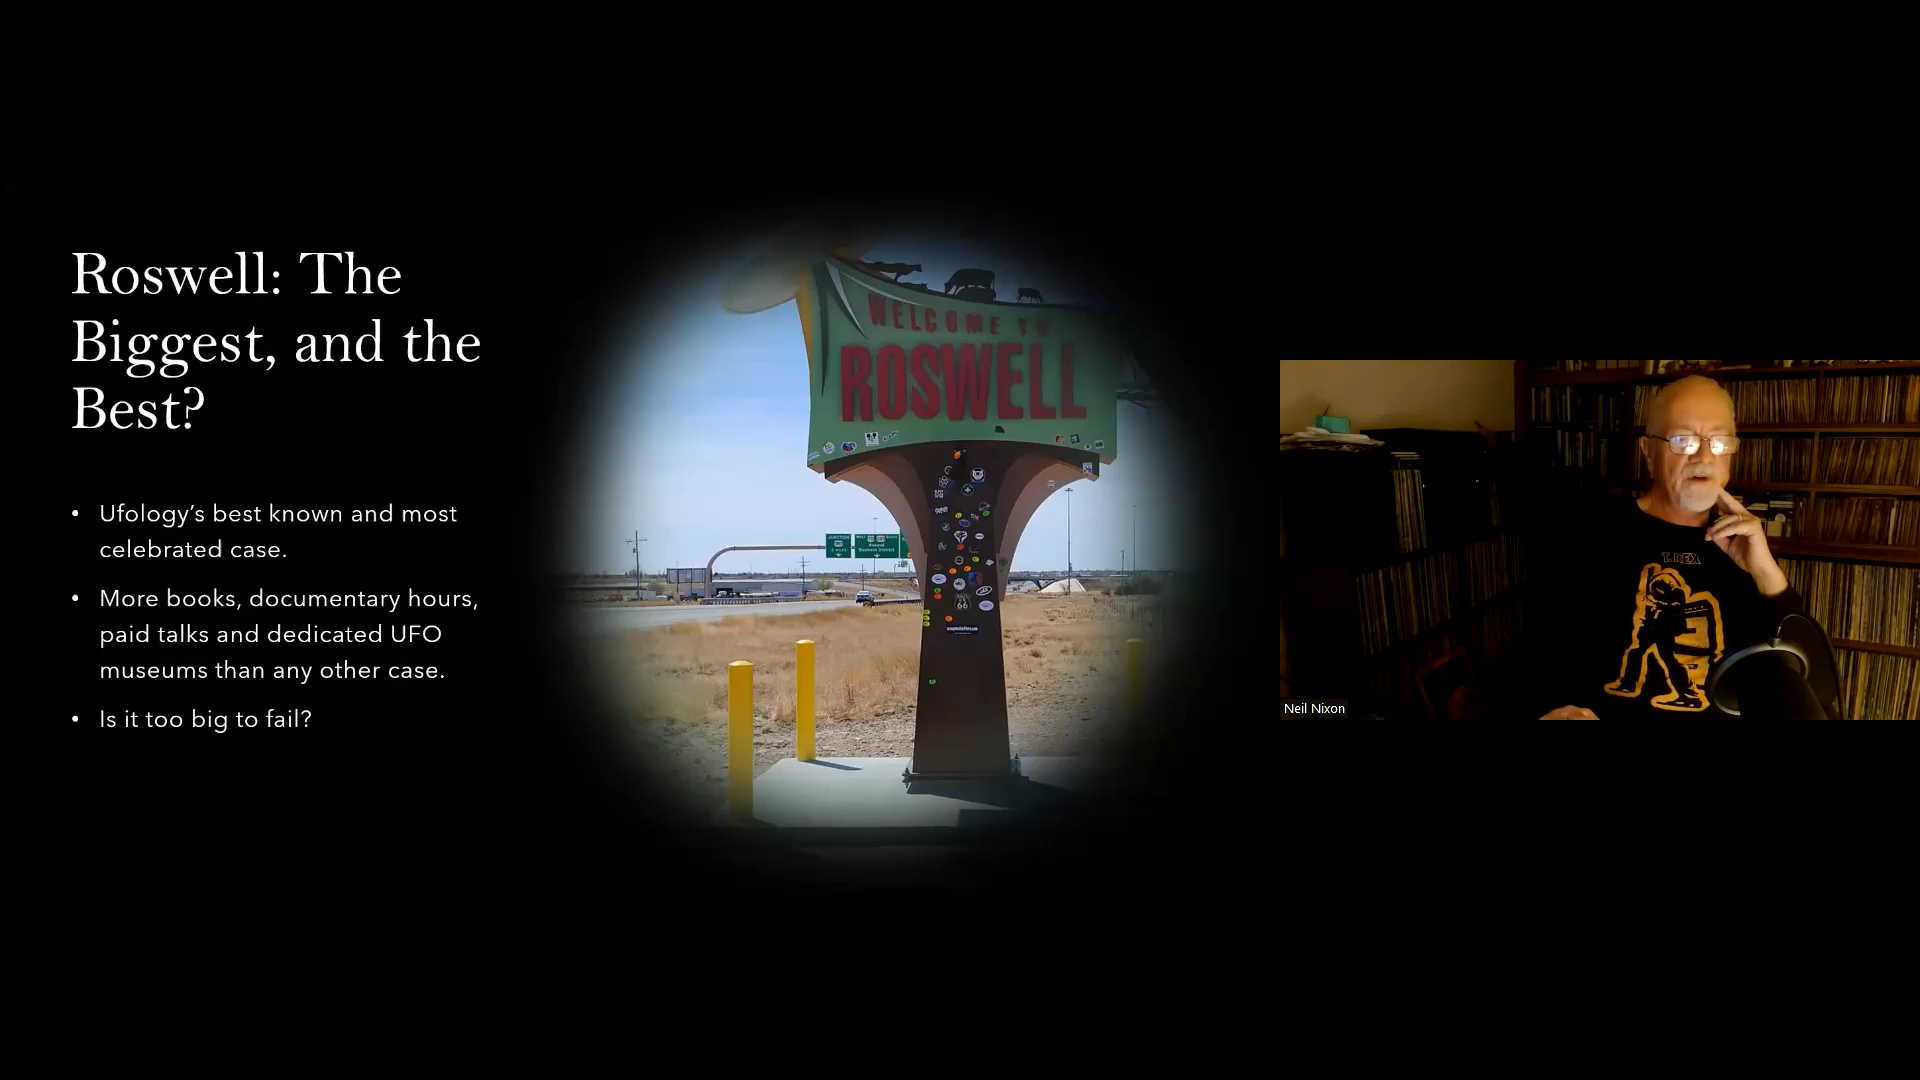 Roswell: The
Biggest, and the
Best?
• Ufology’s best known and most
celebrated case.
• More books, documentary hours,
paid talks and dedicated UFO
museums than any other case.
• Is it too big to fail?
WELCOME TO
ROSWELL
JUNCTION
66
T. REX
Neil Nixon